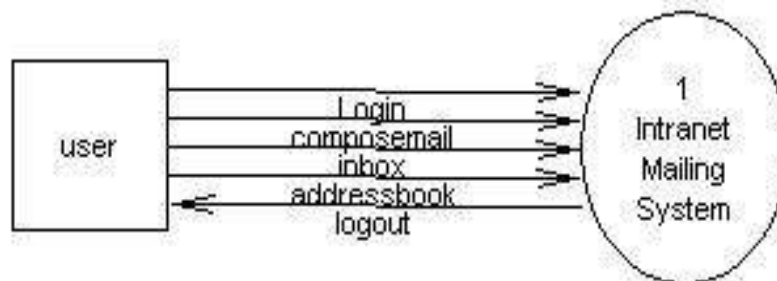 user
Login
composemail
inbox
addressbook
logout
1
Intranet
Mailing
System